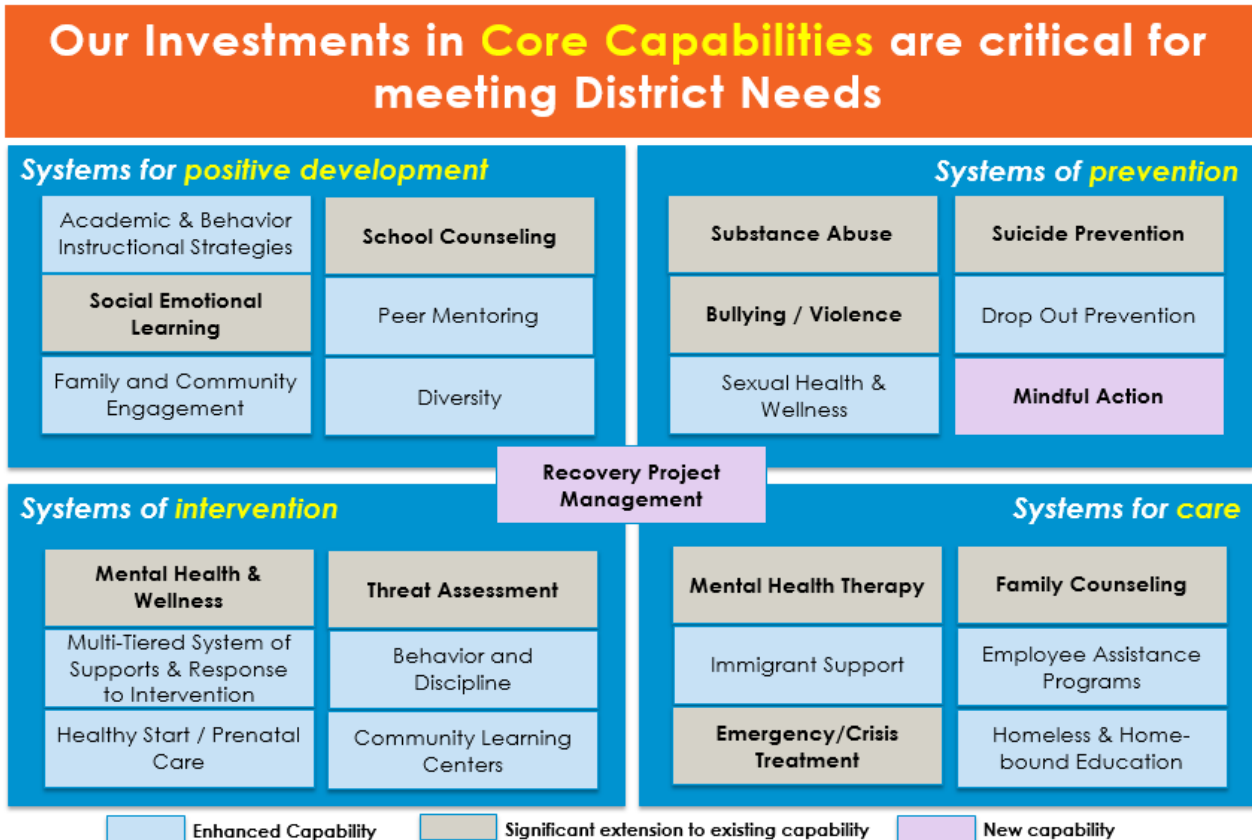 Our Investments in Core Capabilities are critical for
meeting District Needs
Systems for positive development
Academic & Behavior
Instructional Strategies
Social Emotional
Learning
Family and Community
Engagement
School Counseling
Peer Mentoring
Diversity
Systems of prevention
Substance Abuse
Bullying / Violence
Sexual Health &
Wellness
Suicide Prevention
Drop Out Prevention
Mindful Action
Recovery Project
Management
Systems of intervention
Mental Health &
Wellness
Multi-Tiered System of
Supports & Response
to Intervention
Healthy Start / Prenatal
Care
Threat Assessment
Behavior and
Discipline
Community Learning
Centers
Systems for care
Mental Health Therapy
Immigrant Support
Emergency/Crisis
Treatment
Family Counseling
Employee Assistance
Programs
Homeless & Home-
bound Education
Enhanced Capability
Significant extension to existing capability
New capability